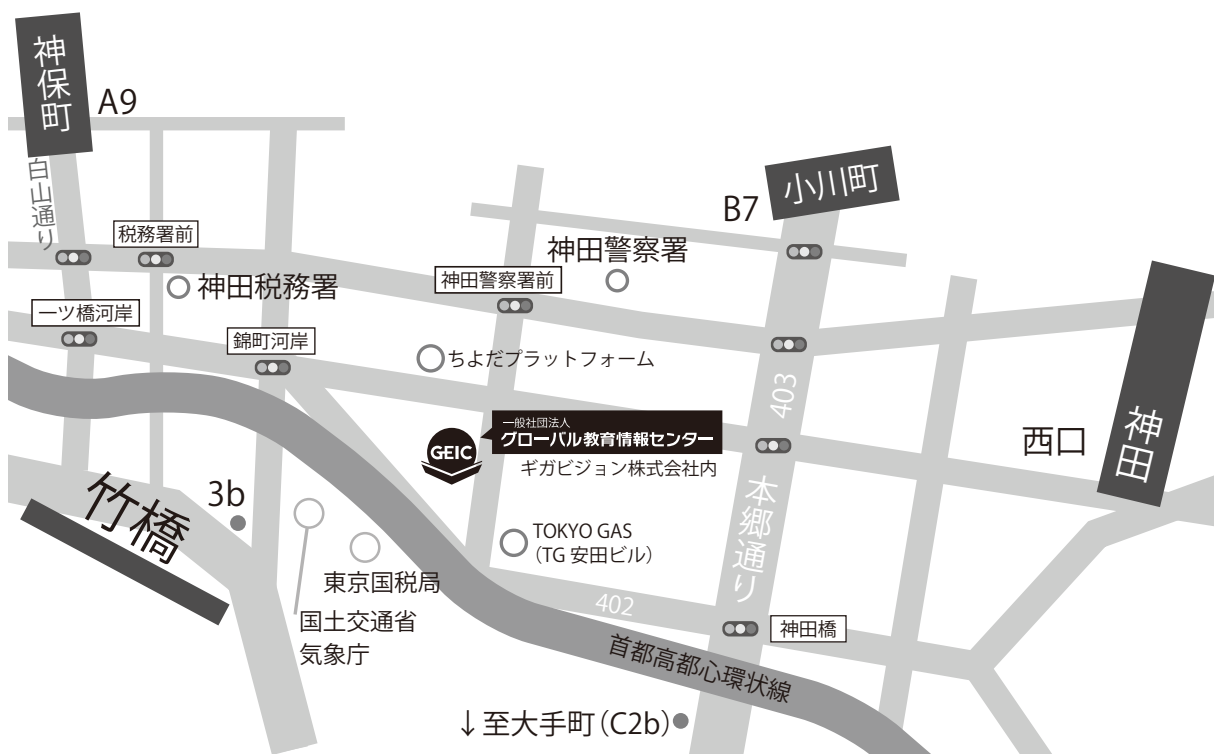 神保町
A9
白山通り
小川町
B7
税務署前
神田警察署
神田税務署
神田警察署前
一ツ橋河岸
錦町河岸
ちよだプラットフォーム
403
一般社団法人
グローバル教育情報センター
GEIC
ギガビジョン株式会社内
西口
神田
竹橋
3b
本郷通り
TOKYO GAS
(TG 安田ビル)
東京国税局
402
国土交通省
気象庁
神田橋
首都高都心環状線
↓至大手町(C2b)